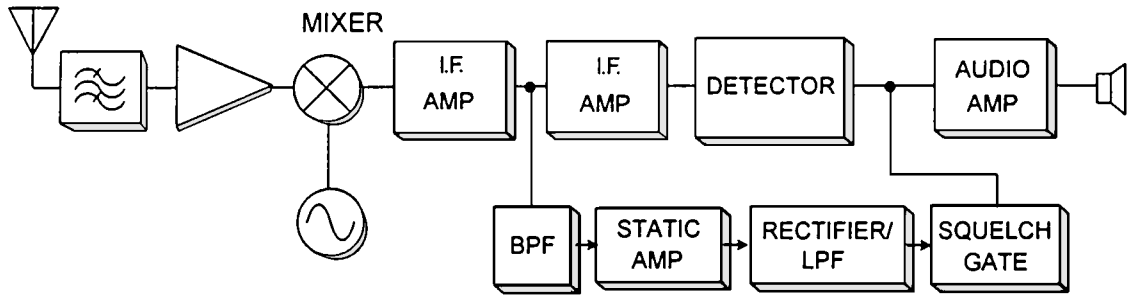 MIXER
I.F.
AMP
I.F.
AMP
DETECTOR
AUDIO
AMP
BPF
STATIC
AMP
RECTIFIER/
LPF
SQUELCH
GATE